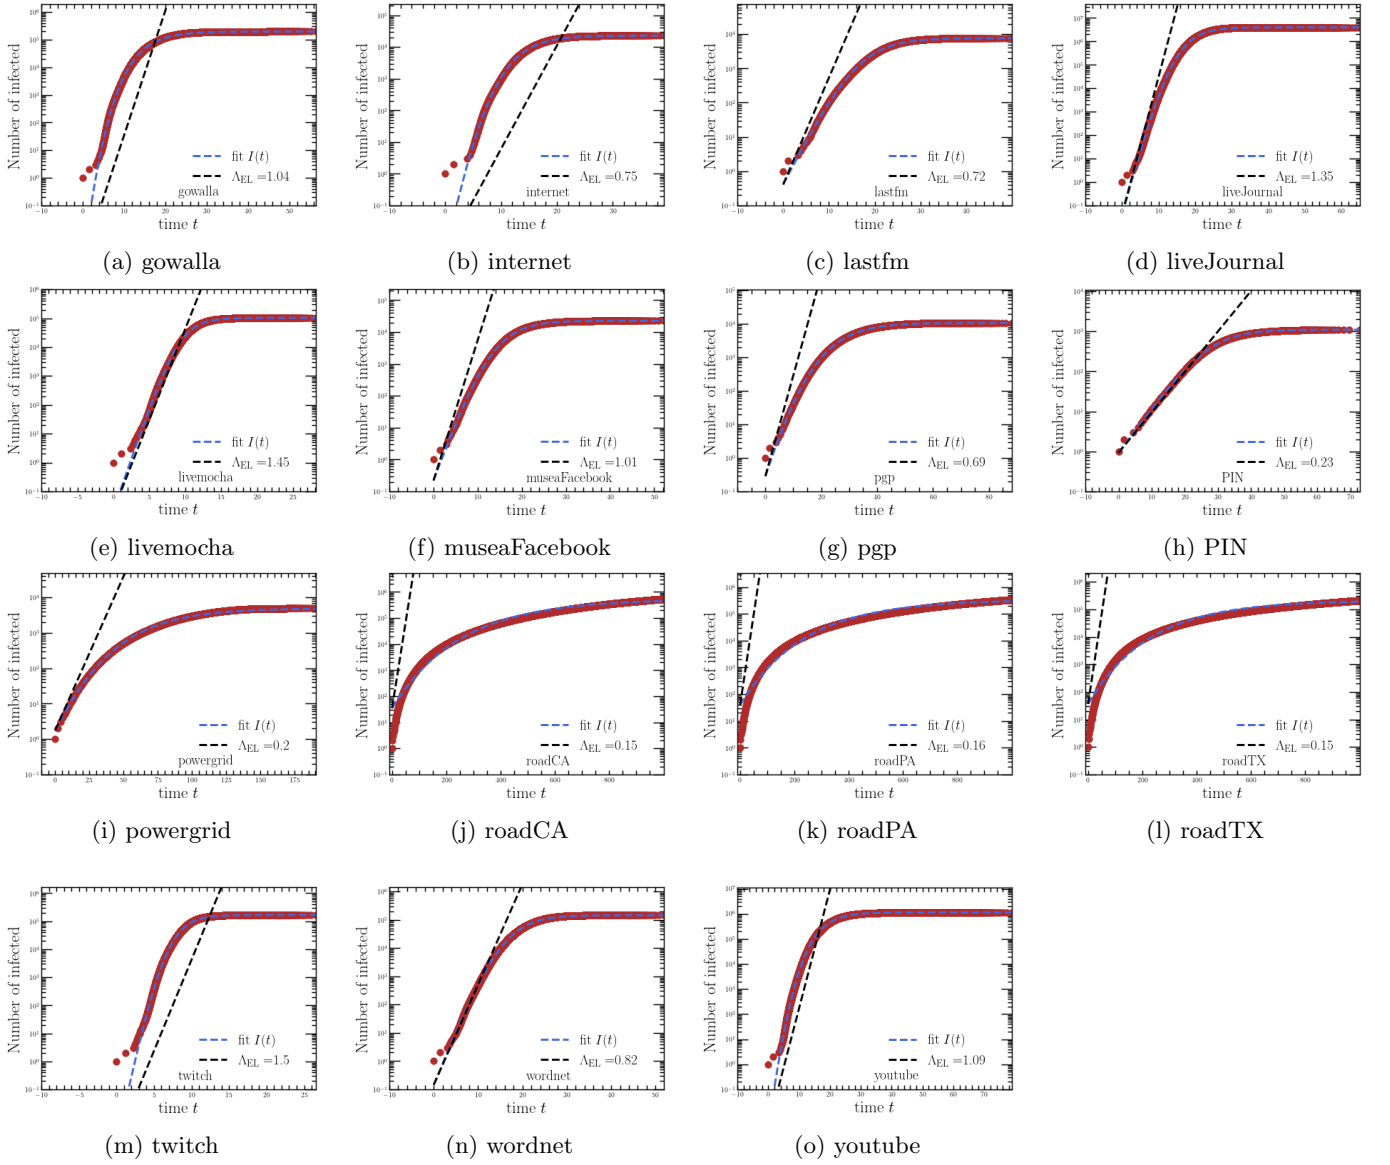 Number of infected
fit I(t)
Λ_EL =1.04
gowalla
time t
(a) gowalla
Number of infected
fit I(t)
Λ_EL =0.75
internet
time t
(b) internet
Number of infected
fit I(t)
Λ_EL =0.72
lastfm
time t
(c) lastfm
Number of infected
fit I(t)
Λ_EL =1.35
liveJournal
time t
(d) liveJournal
Number of infected
fit I(t)
Λ_EL =1.45
livemocha
time t
(e) livemocha
Number of infected
fit I(t)
Λ_EL =1.01
museaFacebook
time t
(f) museaFacebook
Number of infected
fit I(t)
Λ_EL =0.69
pgp
time t
(g) pgp
Number of infected
fit I(t)
Λ_EL =0.23
PIN
time t
(h) PIN
Number of infected
fit I(t)
Λ_EL =0.2
powergrid
time t
(i) powergrid
Number of infected
fit I(t)
Λ_EL =0.15
roadCA
time t
(j) roadCA
Number of infected
fit I(t)
Λ_EL =0.16
roadPA
time t
(k) roadPA
Number of infected
fit I(t)
Λ_EL =0.15
roadTX
time t
(l) roadTX
Number of infected
fit I(t)
Λ_EL =1.5
twitch
time t
(m) twitch
Number of infected
fit I(t)
Λ_EL =0.82
wordnet
time t
(n) wordnet
Number of infected
fit I(t)
Λ_EL =1.09
youtube
time t
(o) youtube